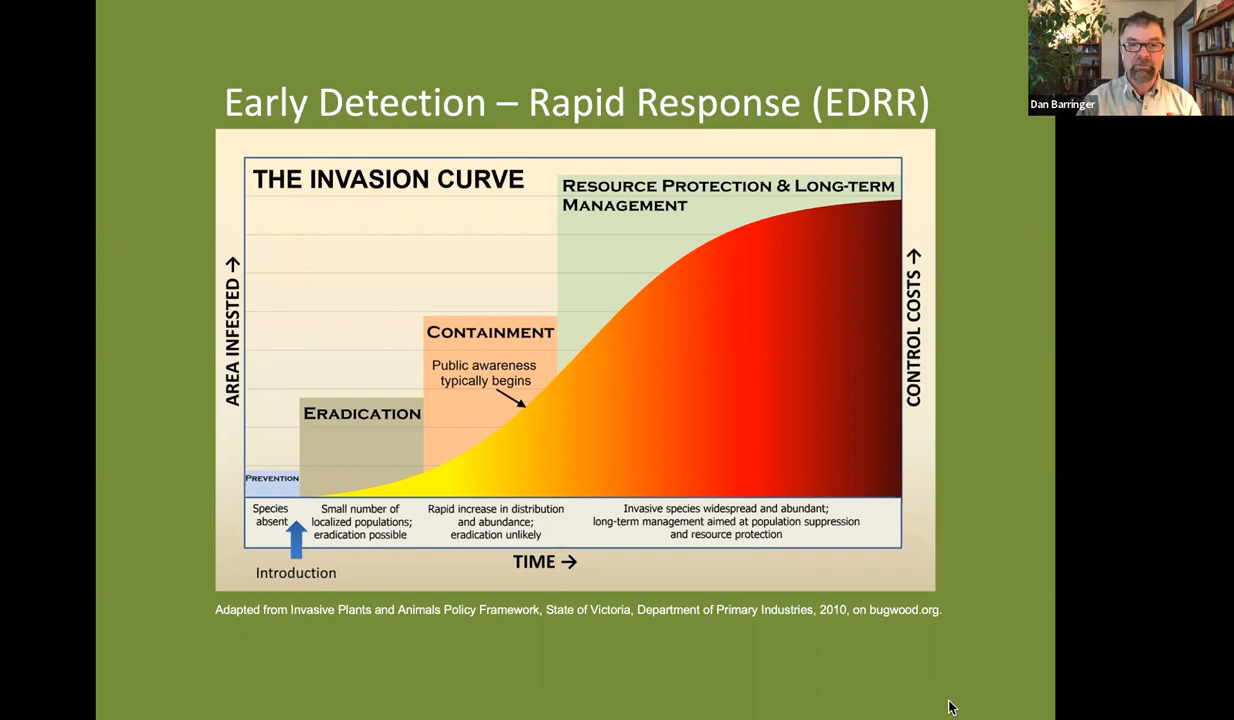 Early Detection – Rapid Response (EDRR)
Dan Barringer
THE INVASION CURVE
RESOURCE PROTECTION & LONG-TERM
MANAGEMENT
AREA INFESTED →
CONTROL COSTS →
CONTAINMENT
Public awareness
typically begins
ERADICATION
PREVENTION
Species
absent
Small number of
localized populations;
eradication possible
Rapid increase in distribution
and abundance;
eradication unlikely
Invasive species widespread and abundant;
long-term management aimed at population suppression
and resource protection
TIME →
Introduction
Adapted from Invasive Plants and Animals Policy Framework, State of Victoria, Department of Primary Industries, 2010, on bugwood.org.